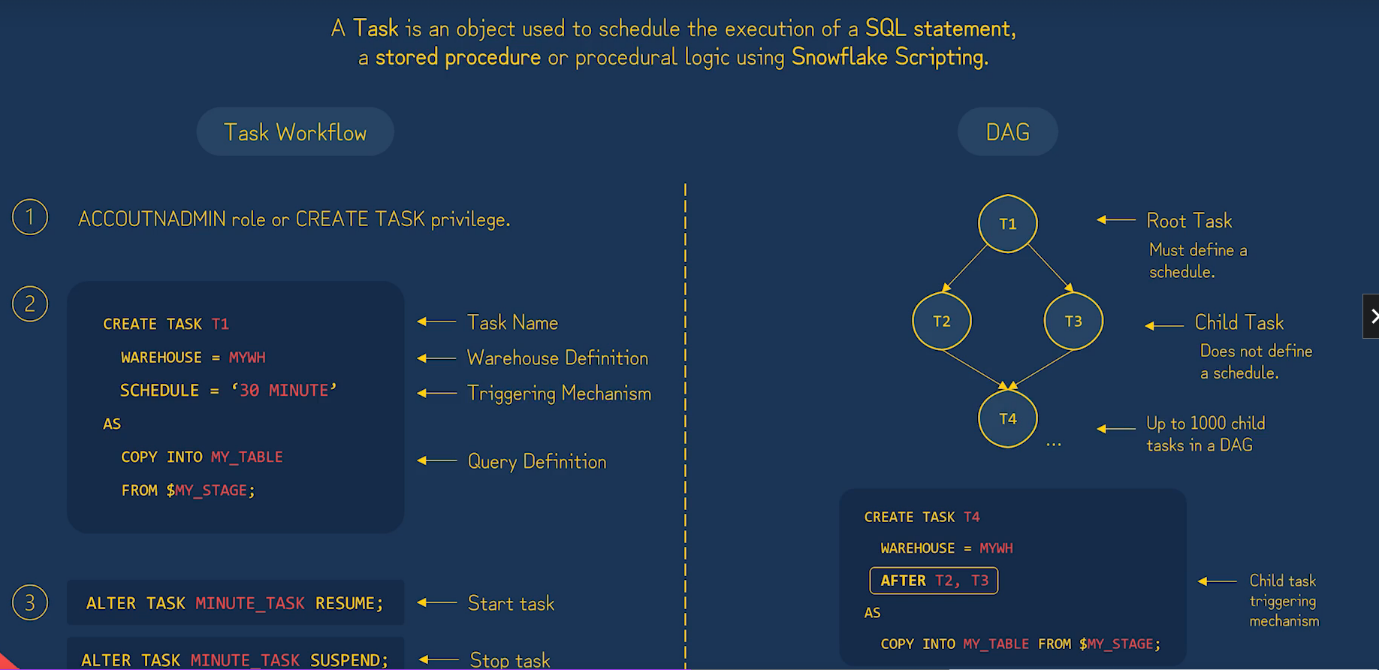 A Task is an object used to schedule the execution of a SQL statement,
a stored procedure or procedural logic using Snowflake Scripting.
Task Workflow
1
ACCOUTNADMIN role or CREATE TASK privilege.
2
CREATE TASK T1
WAREHOUSE = MYWH
SCHEDULE = ‘30 MINUTE’
AS
COPY INTO MY_TABLE
FROM $MY_STAGE;
Task Name
Warehouse Definition
Triggering Mechanism
Query Definition
3
ALTER TASK MINUTE_TASK RESUME;
Start task
ALTER TASK MINUTE_TASK SUSPEND;
Stop task
DAG
T1
Root Task
Must define a
schedule.
T2
T3
Child Task
Does not define
a schedule.
T4
...
Up to 1000 child
tasks in a DAG
CREATE TASK T4
WAREHOUSE = MYWH
AFTER T2, T3
AS
COPY INTO MY_TABLE FROM $MY_STAGE;
Child task
triggering
mechanism